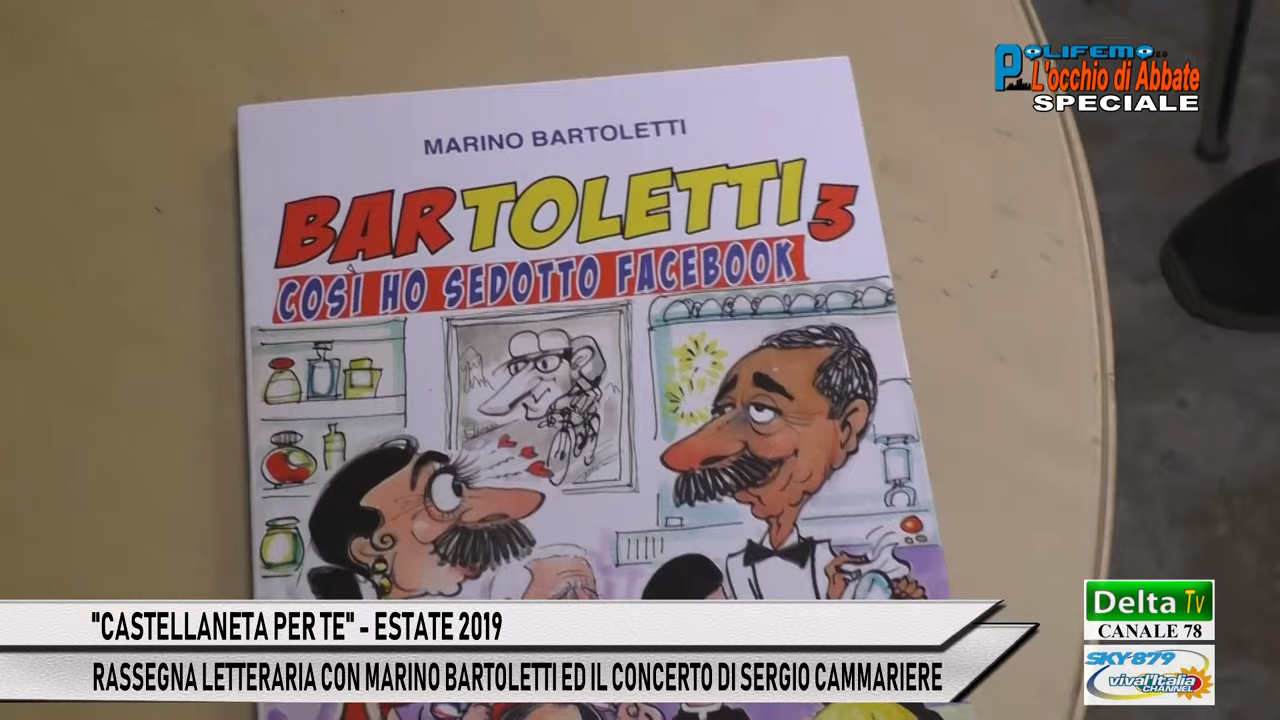 POLIFEMO 2.0
L'occhio di Abbate
SPECIALE
MARINO BARTOLETTI
BARTOLETTI 3
COSÌ HO SEDOTTO FACEBOOK
"CASTELLANETA PER TE" - ESTATE 2019
RASSEGNA LETTERARIA CON MARINO BARTOLETTI ED IL CONCERTO DI SERGIO CAMMARIERE
Delta Tv
CANALE 78
SKY-879
viva l'Italia
CHANNEL